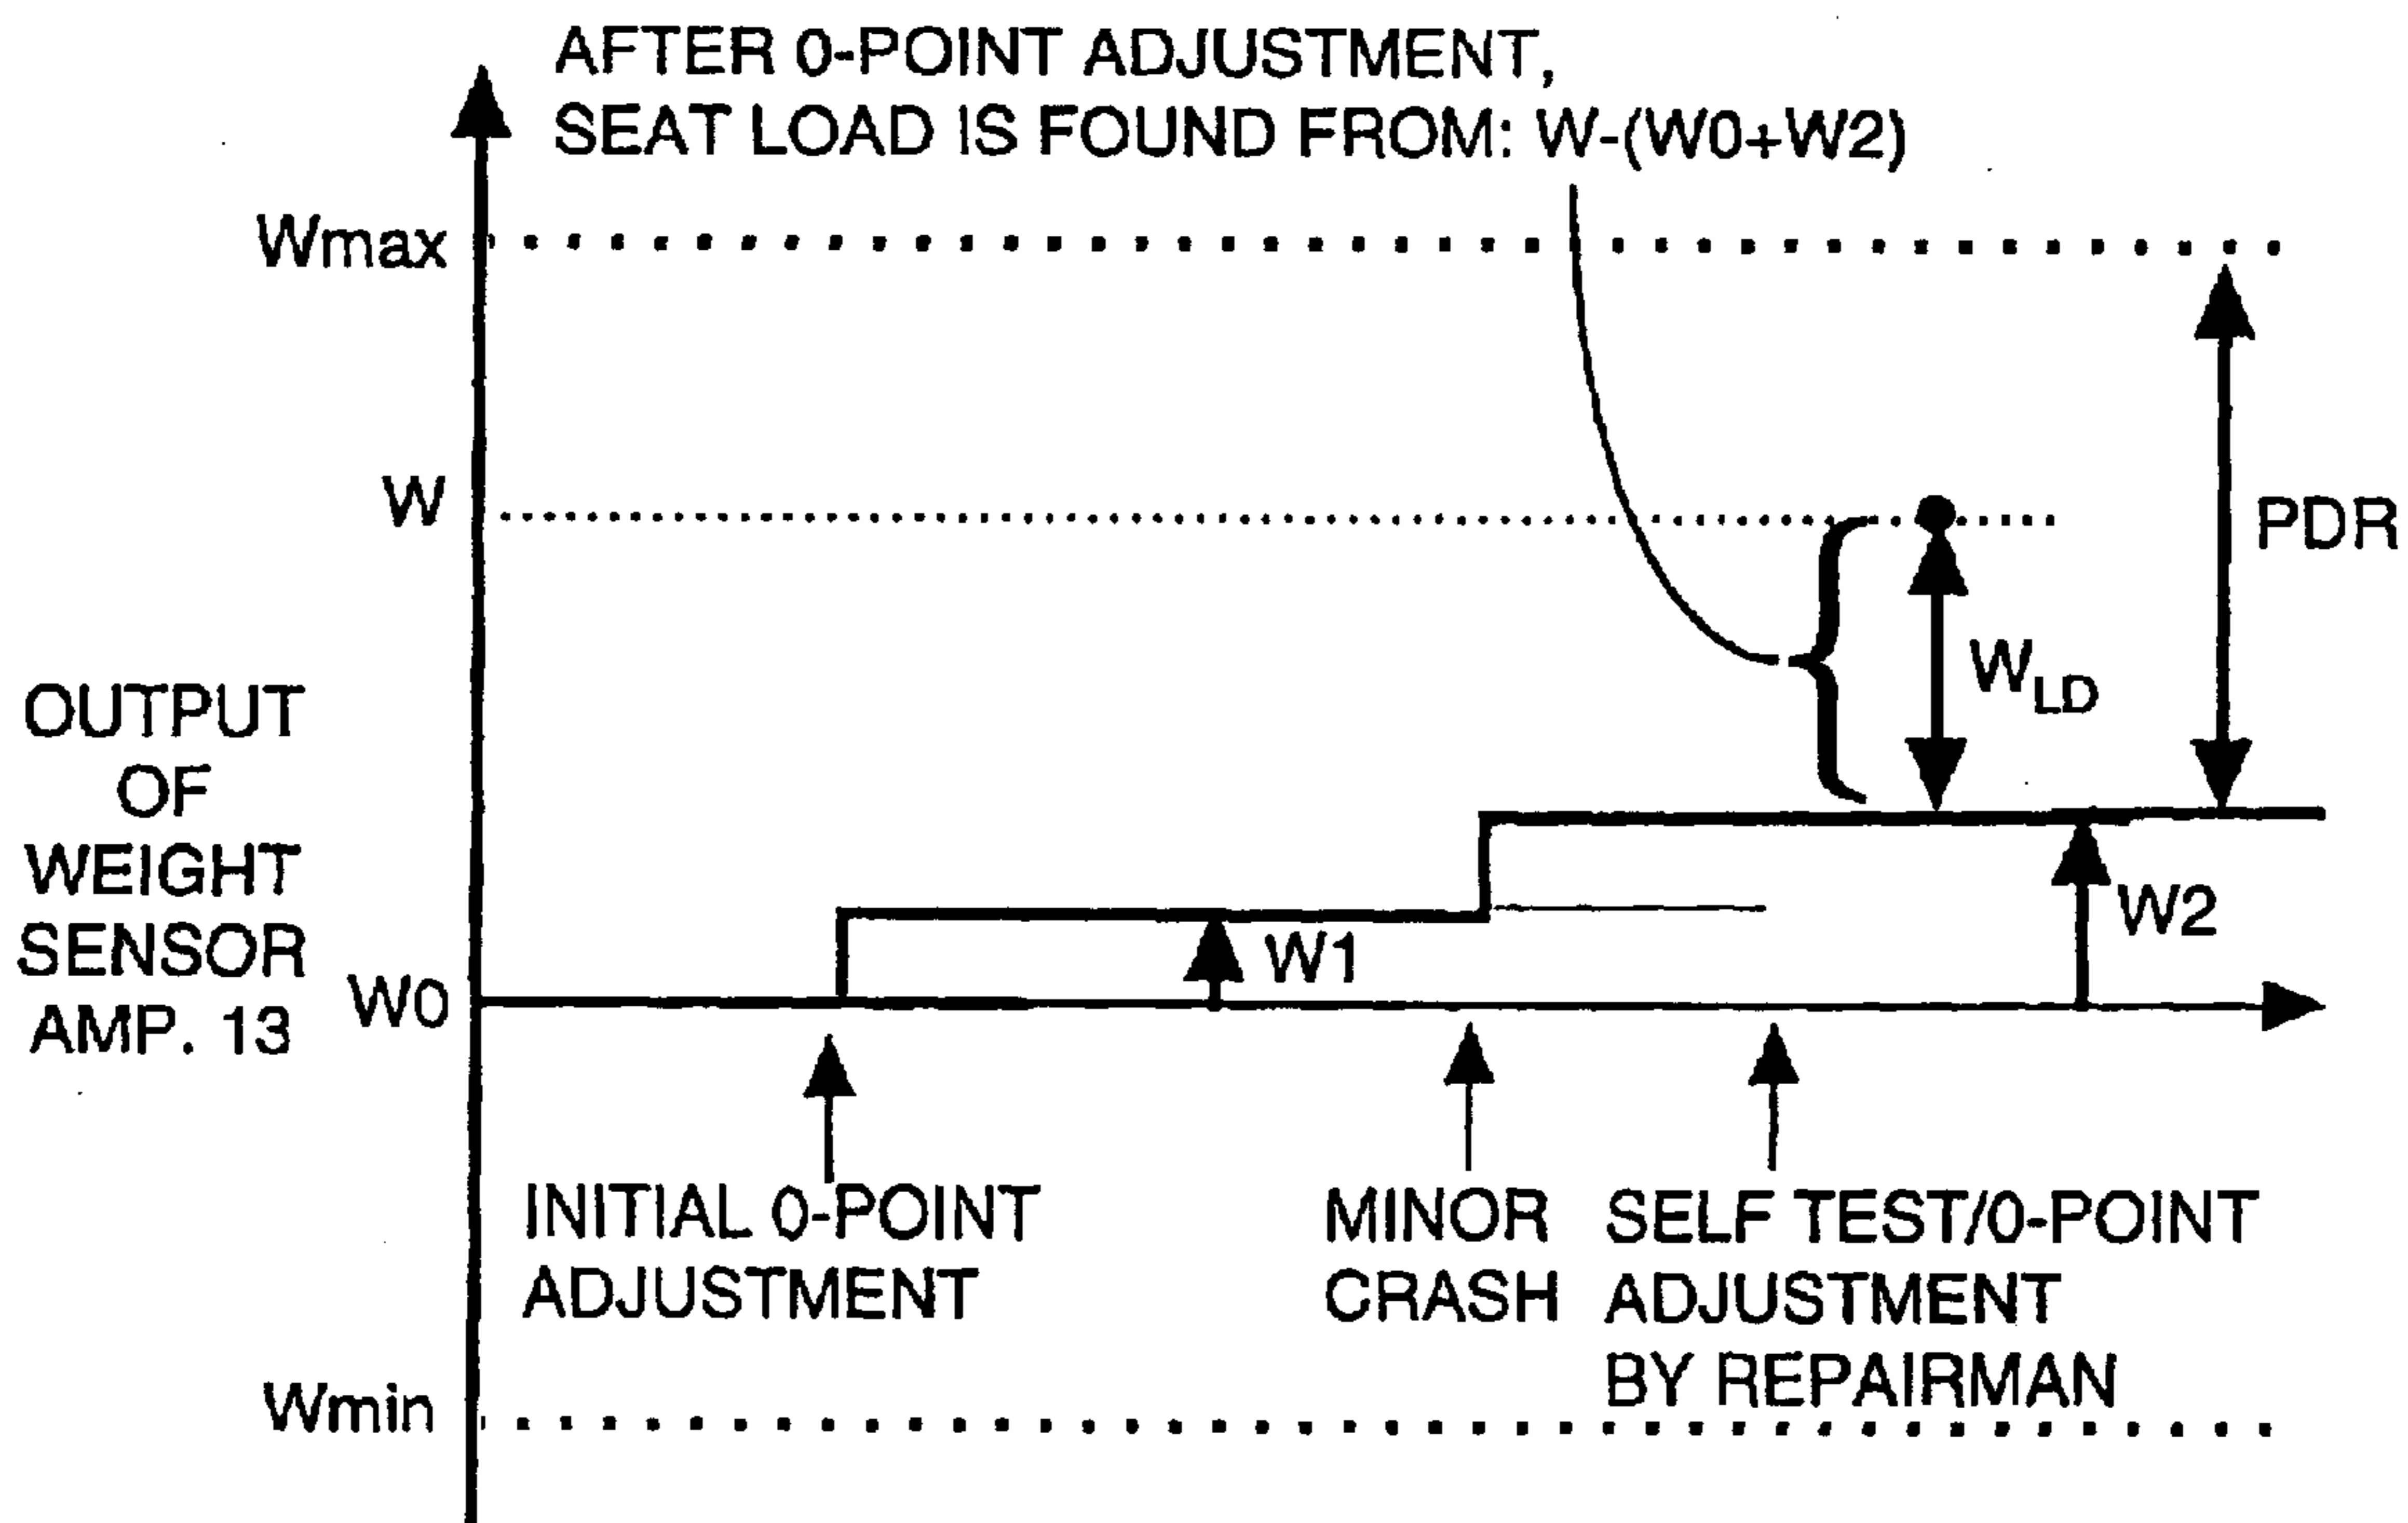 AFTER 0-POINT ADJUSTMENT,
SEAT LOAD IS FOUND FROM: W-(W0+W2)
Wmax
W
PDR
WLD
OUTPUT
OF
WEIGHT
SENSOR
AMP. 13
W2
W1
W0
INITIAL 0-POINT
ADJUSTMENT
MINOR
CRASH
SELF TEST/0-POINT
ADJUSTMENT
BY REPAIRMAN
Wmin